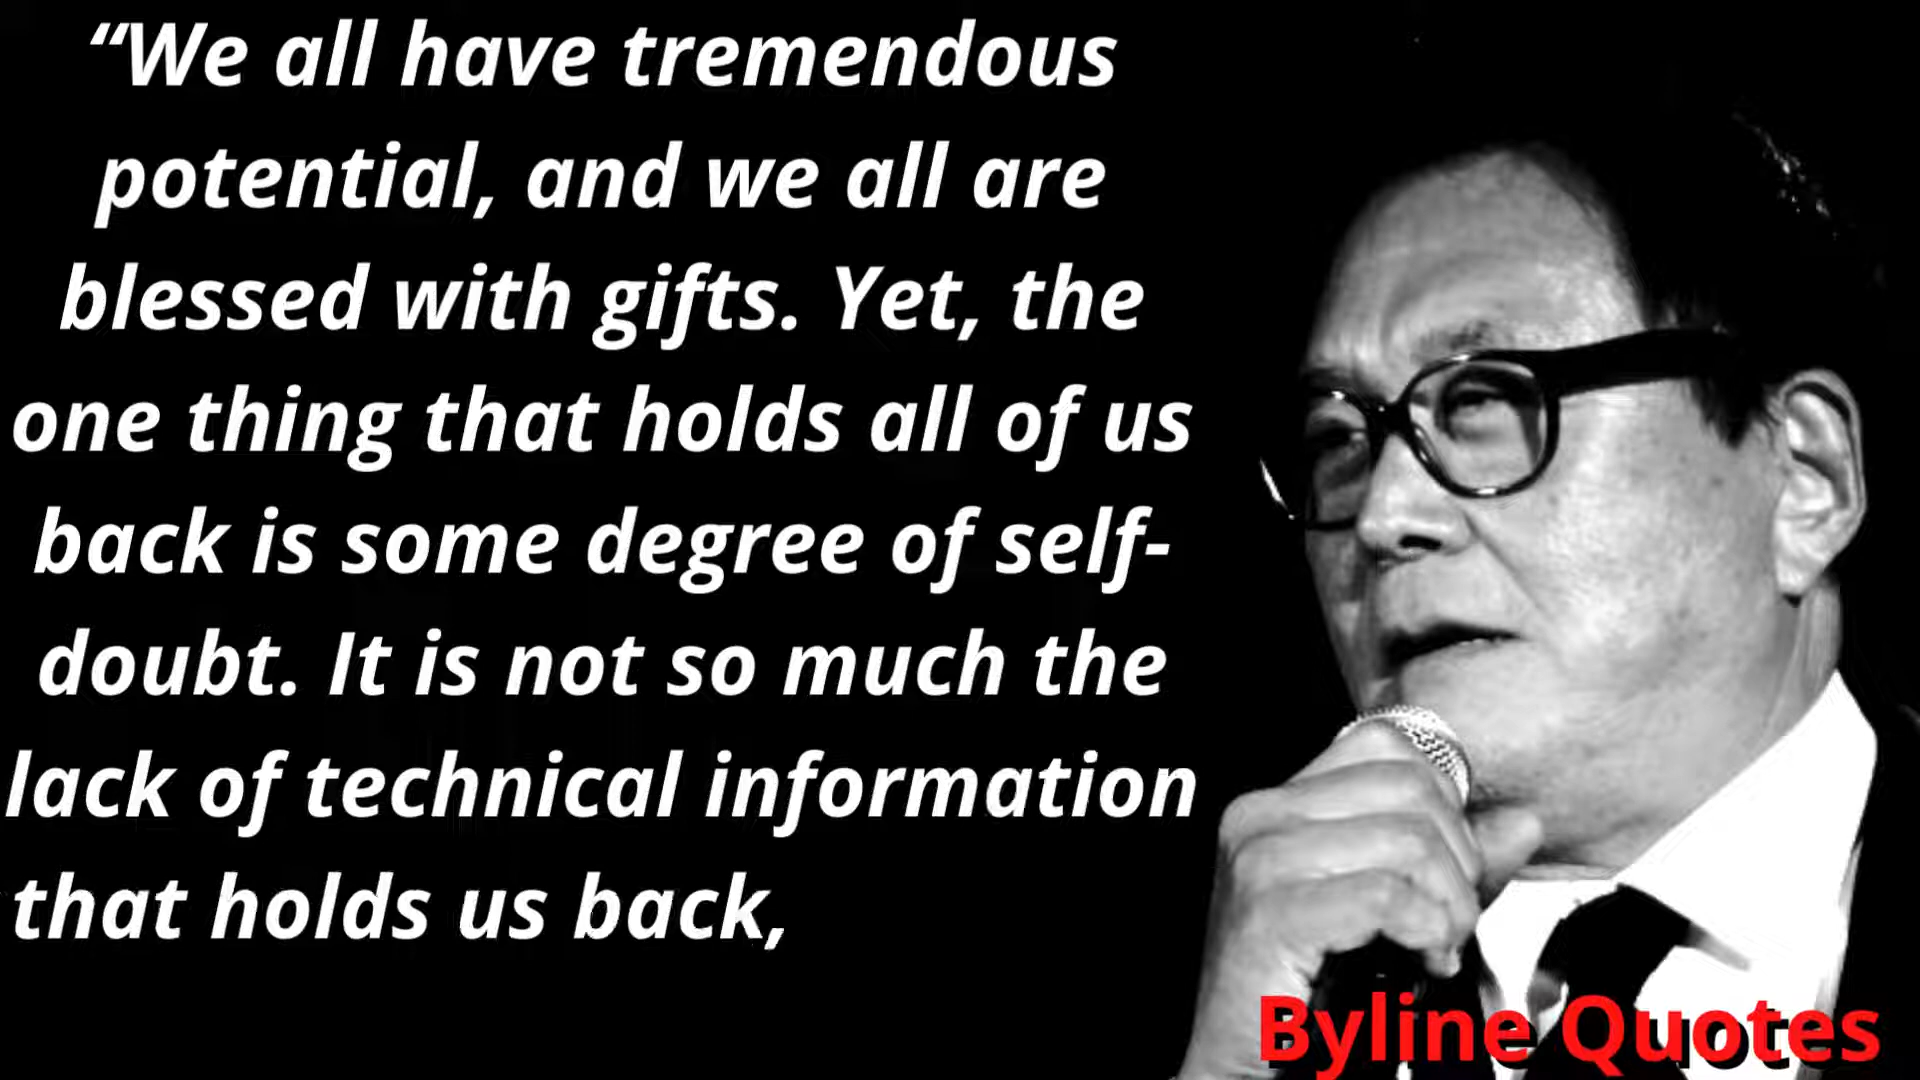 “We all have tremendous
potential, and we all are
blessed with gifts. Yet, the
one thing that holds all of us
back is some degree of self-
doubt. It is not so much the
lack of technical information
that holds us back,
Byline Quotes